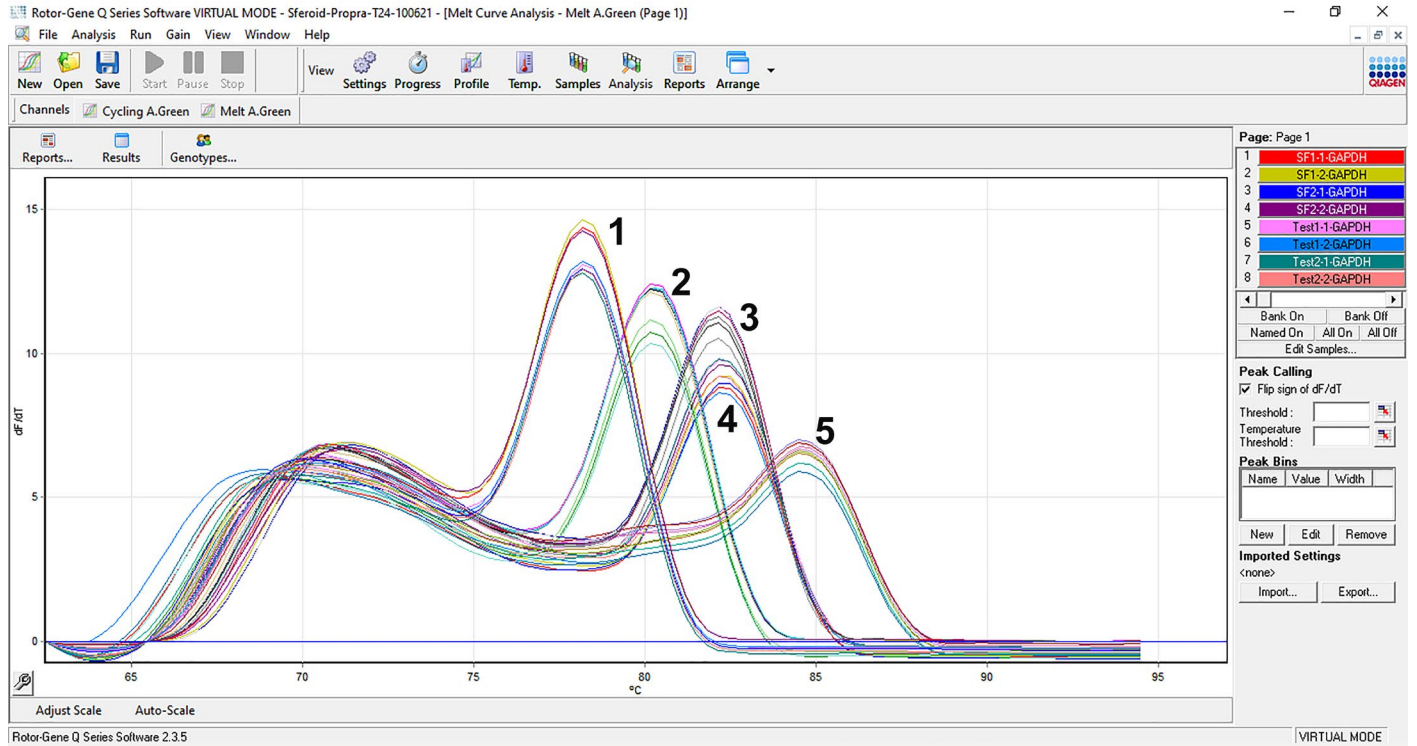 Rotor-Gene Q Series Software VIRTUAL MODE - Sferoid-Propra-T24-100621 - [Melt Curve Analysis - Melt A.Green (Page 1)]
File Analysis Run Gain View Window Help
New Open Save Start Pause Stop View Settings Progress Profile Temp. Samples Analysis Reports Arrange
QIAGEN
Channels Cycling A.Green Melt A.Green
Reports... Results Genotypes...
Page: Page 1
1 SF1-1-GAPDH
2 SF1-2-GAPDH
3 SF2-1-GAPDH
4 SF2-2-GAPDH
5 Test1-1-GAPDH
6 Test1-2-GAPDH
7 Test2-1-GAPDH
8 Test2-2-GAPDH
Bank On Bank Off
Named On All On All Off
Edit Samples...
Peak Calling
Flip sign of dF/dT
Threshold :
Temperature
Threshold :
Peak Bins
Name Value Width
New Edit Remove
Imported Settings
<none>
Import... Export...
15
10
5
0
dF/dT
1
2
3
4
5
65 70 75 80 85 90 95
°C
Adjust Scale Auto-Scale
Rotor-Gene Q Series Software 2.3.5 VIRTUAL MODE